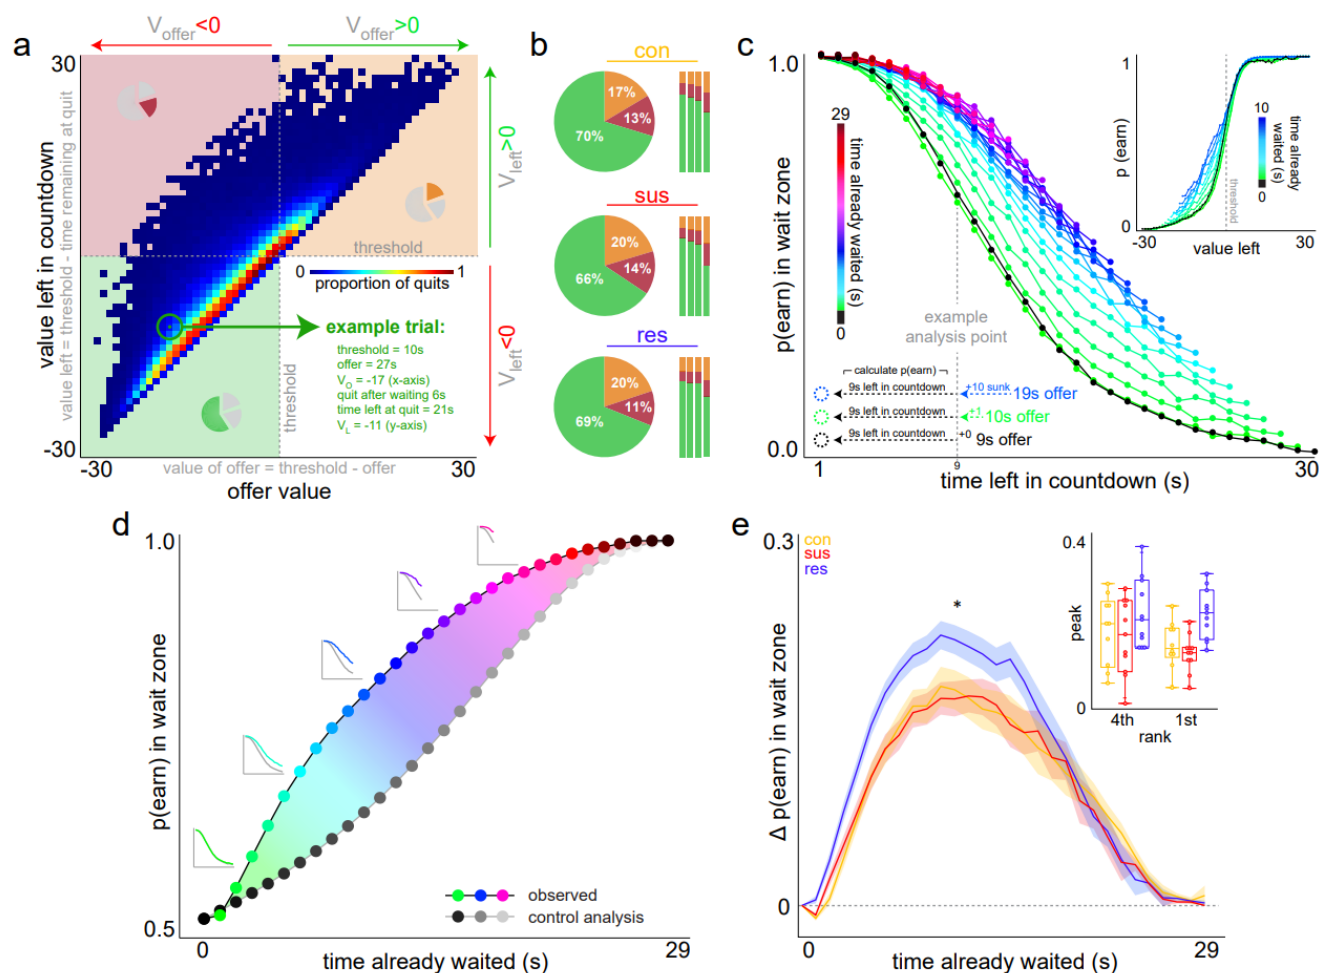 a
V offer <0
V offer >0
30
-30
value left in countdown
value left = threshold - time remaining at quit
threshold
0
1
proportion of quits
example trial:
threshold = 10s
offer = 27s
VO = -17 (x-axis)
quit after waiting 6s
time left at quit = 21s
VL = -11 (y-axis)
threshold
V left >0
V left <0
-30
30
value of offer = threshold - offer
offer value
b
con
17%
13%
70%
sus
20%
14%
66%
res
20%
11%
69%
c
1.0
0.0
p(earn) in wait zone
29
0
time already waited (s)
example
analysis point
calculate p(earn)
9s left in countdown
+10 sunk
19s offer
9s left in countdown
+1
10s offer
9s left in countdown
+0
9s offer
1
9
30
time left in countdown (s)
1
0
p(earn)
threshold
10
0
time already
waited (s)
-30
30
value left
d
1.0
0.5
p(earn) in wait zone
observed
control analysis
0
29
time already waited (s)
e
0.3
0
con
sus
res
Δ p(earn) in wait zone
*
0
29
time already waited (s)
0.4
0
peak
4th
1st
rank